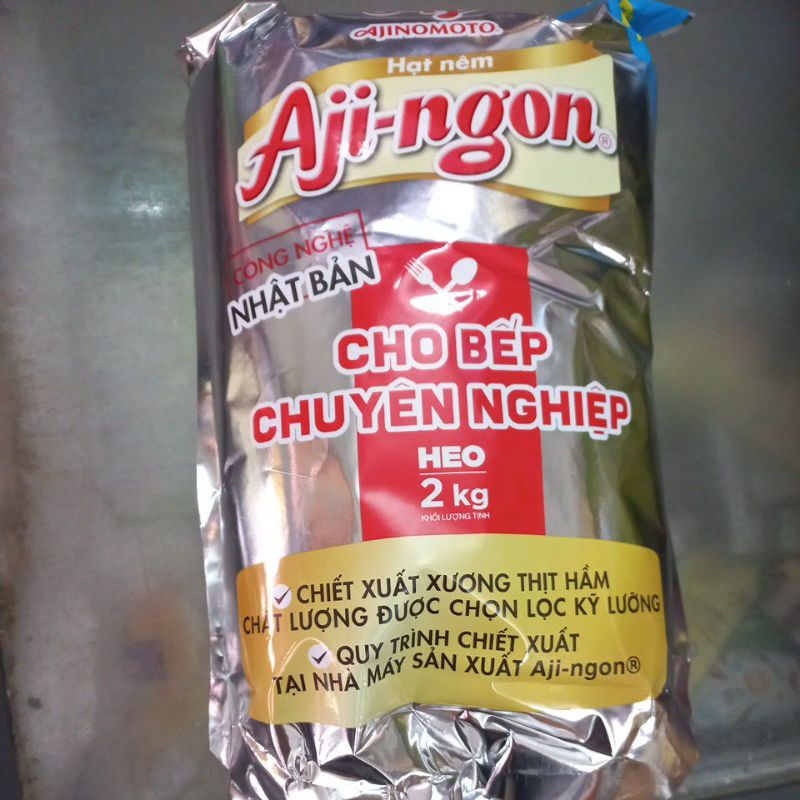 AJINOMOTO®
Hạt nêm
Aji-ngon®
CÔNG NGHỆ
NHẬT BẢN
CHO BẾP
CHUYÊN NGHIỆP
HEO
2 kg
KHỐI LƯỢNG TỊNH
CHIẾT XUẤT XƯƠNG THỊT HẦM
CHẤT LƯỢNG ĐƯỢC CHỌN LỌC KỸ LƯỠNG
QUY TRÌNH CHIẾT XUẤT
TẠI NHÀ MÁY SẢN XUẤT Aji-ngon®